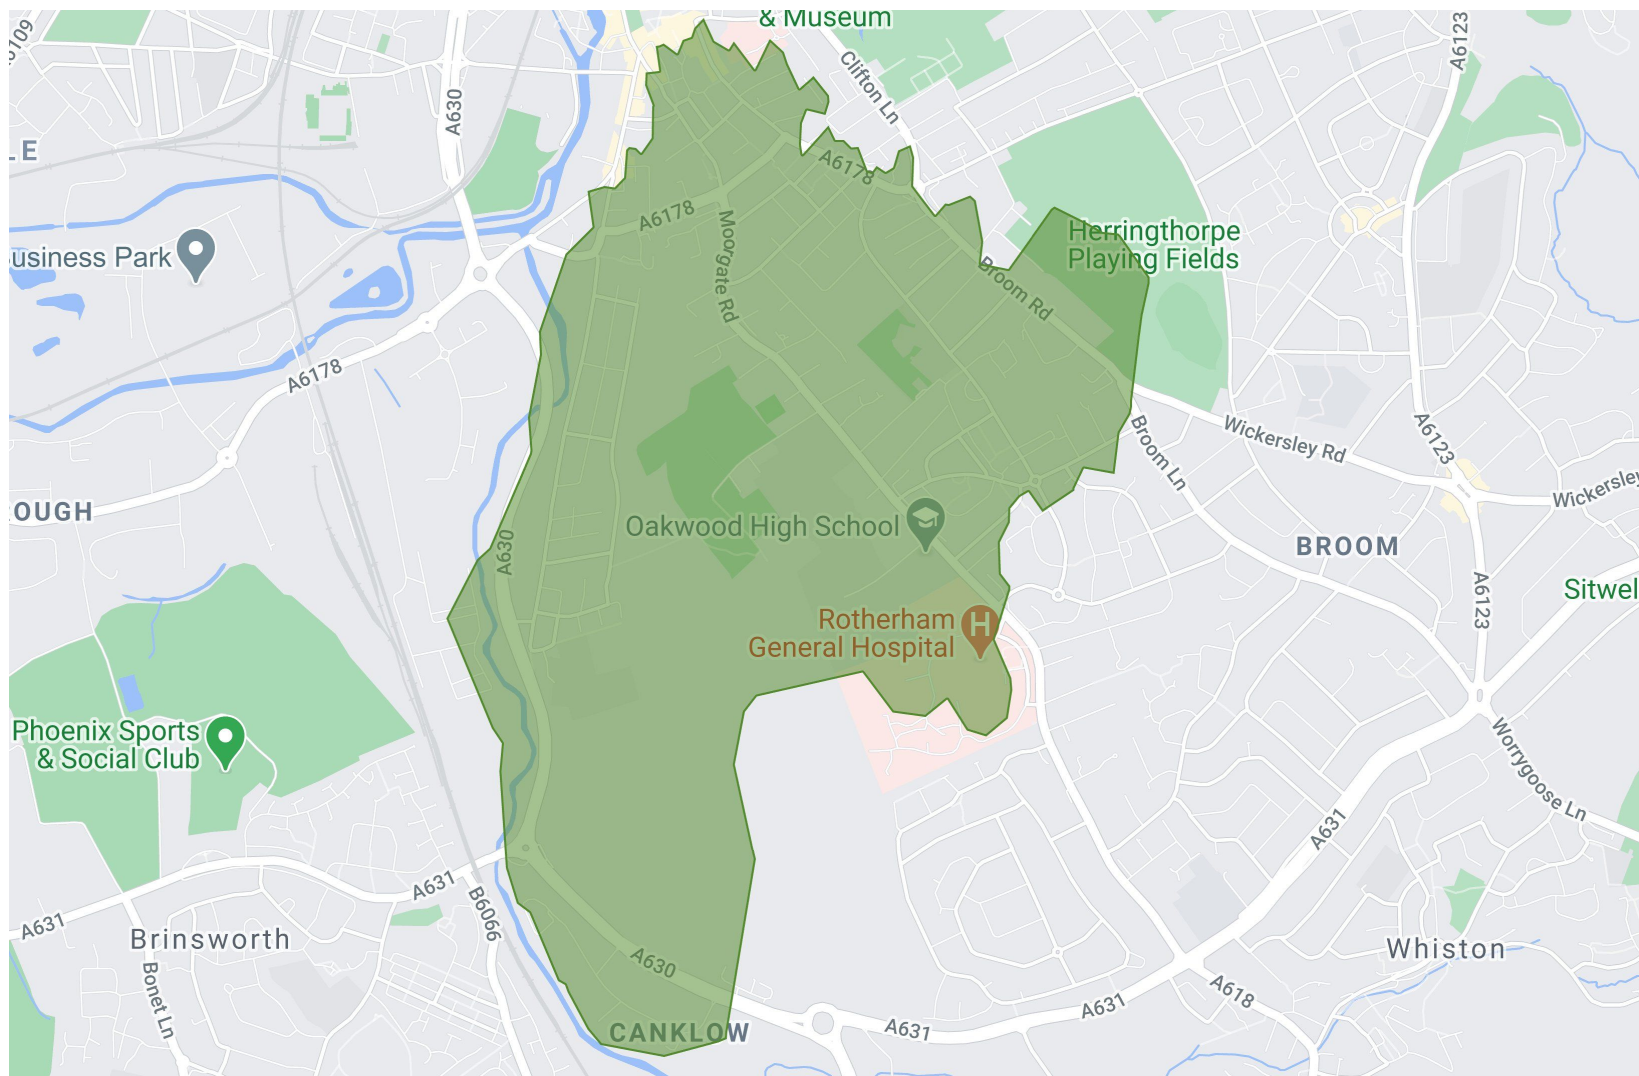 & Museum
A6123
Clifton Ln
A630
A6178
A6178
Moorgate Rd
Herringthorpe
Playing Fields
Business Park
Broom Rd
A6178
A6123
Wickersley Rd
Broom Ln
Wickersley
OUGH
Oakwood High School
A630
BROOM
Sitwel
A6123
Rotherham
General Hospital
Phoenix Sports
& Social Club
Worrygoose Ln
A631
A631
B6066
A631
Brinsworth
Bonet Ln
A630
Whiston
A618
A631
CANKLOW
A631